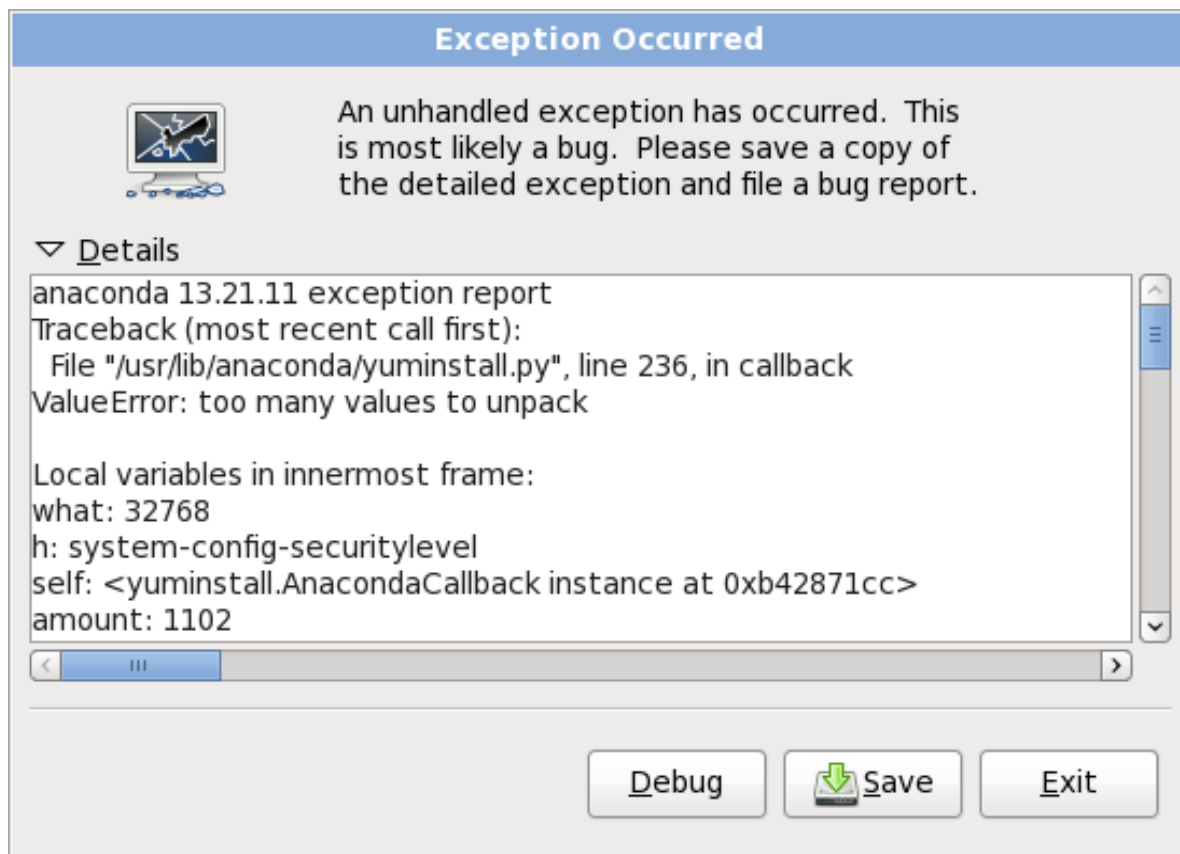 Exception Occurred
An unhandled exception has occurred.  This
is most likely a bug.  Please save a copy of
the detailed exception and file a bug report.
Details
anaconda 13.21.11 exception report
Traceback (most recent call first):
  File "/usr/lib/anaconda/yuminstall.py", line 236, in callback
ValueError: too many values to unpack

Local variables in innermost frame:
what: 32768
h: system-config-securitylevel
self: <yuminstall.AnacondaCallback instance at 0xb42871cc>
amount: 1102
Debug
Save
Exit